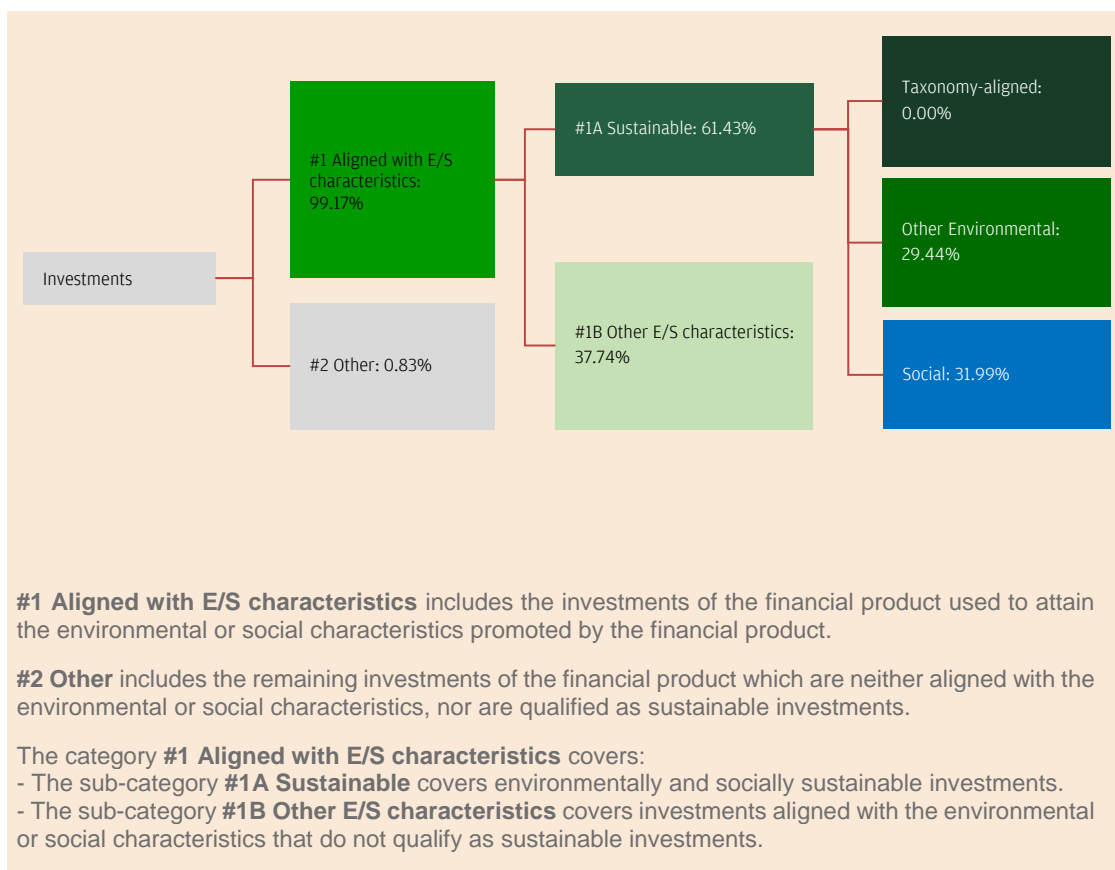 Investments
#1 Aligned with E/S
characteristics:
99.17%
#2 Other: 0.83%
#1A Sustainable: 61.43%
#1B Other E/S characteristics:
37.74%
Taxonomy-aligned:
0.00%
Other Environmental:
29.44%
Social: 31.99%
#1 Aligned with E/S characteristics includes the investments of the financial product used to attain
the environmental or social characteristics promoted by the financial product.
#2 Other includes the remaining investments of the financial product which are neither aligned with the
environmental or social characteristics, nor are qualified as sustainable investments.
The category #1 Aligned with E/S characteristics covers:
- The sub-category #1A Sustainable covers environmentally and socially sustainable investments.
- The sub-category #1B Other E/S characteristics covers investments aligned with the environmental
or social characteristics that do not qualify as sustainable investments.